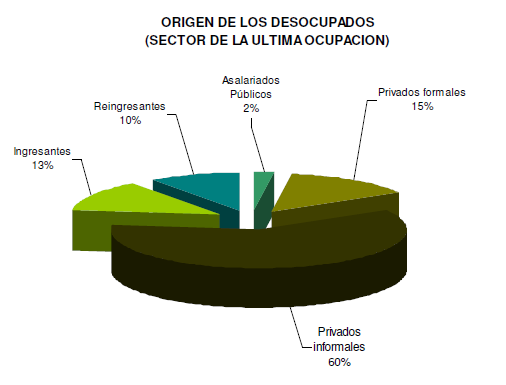 ORIGEN DE LOS DESOCUPADOS
(SECTOR DE LA ULTIMA OCUPACION)
Asalariados
Públicos
2%
Privados formales
15%
Reingresantes
10%
Ingresantes
13%
Privados
informales
60%